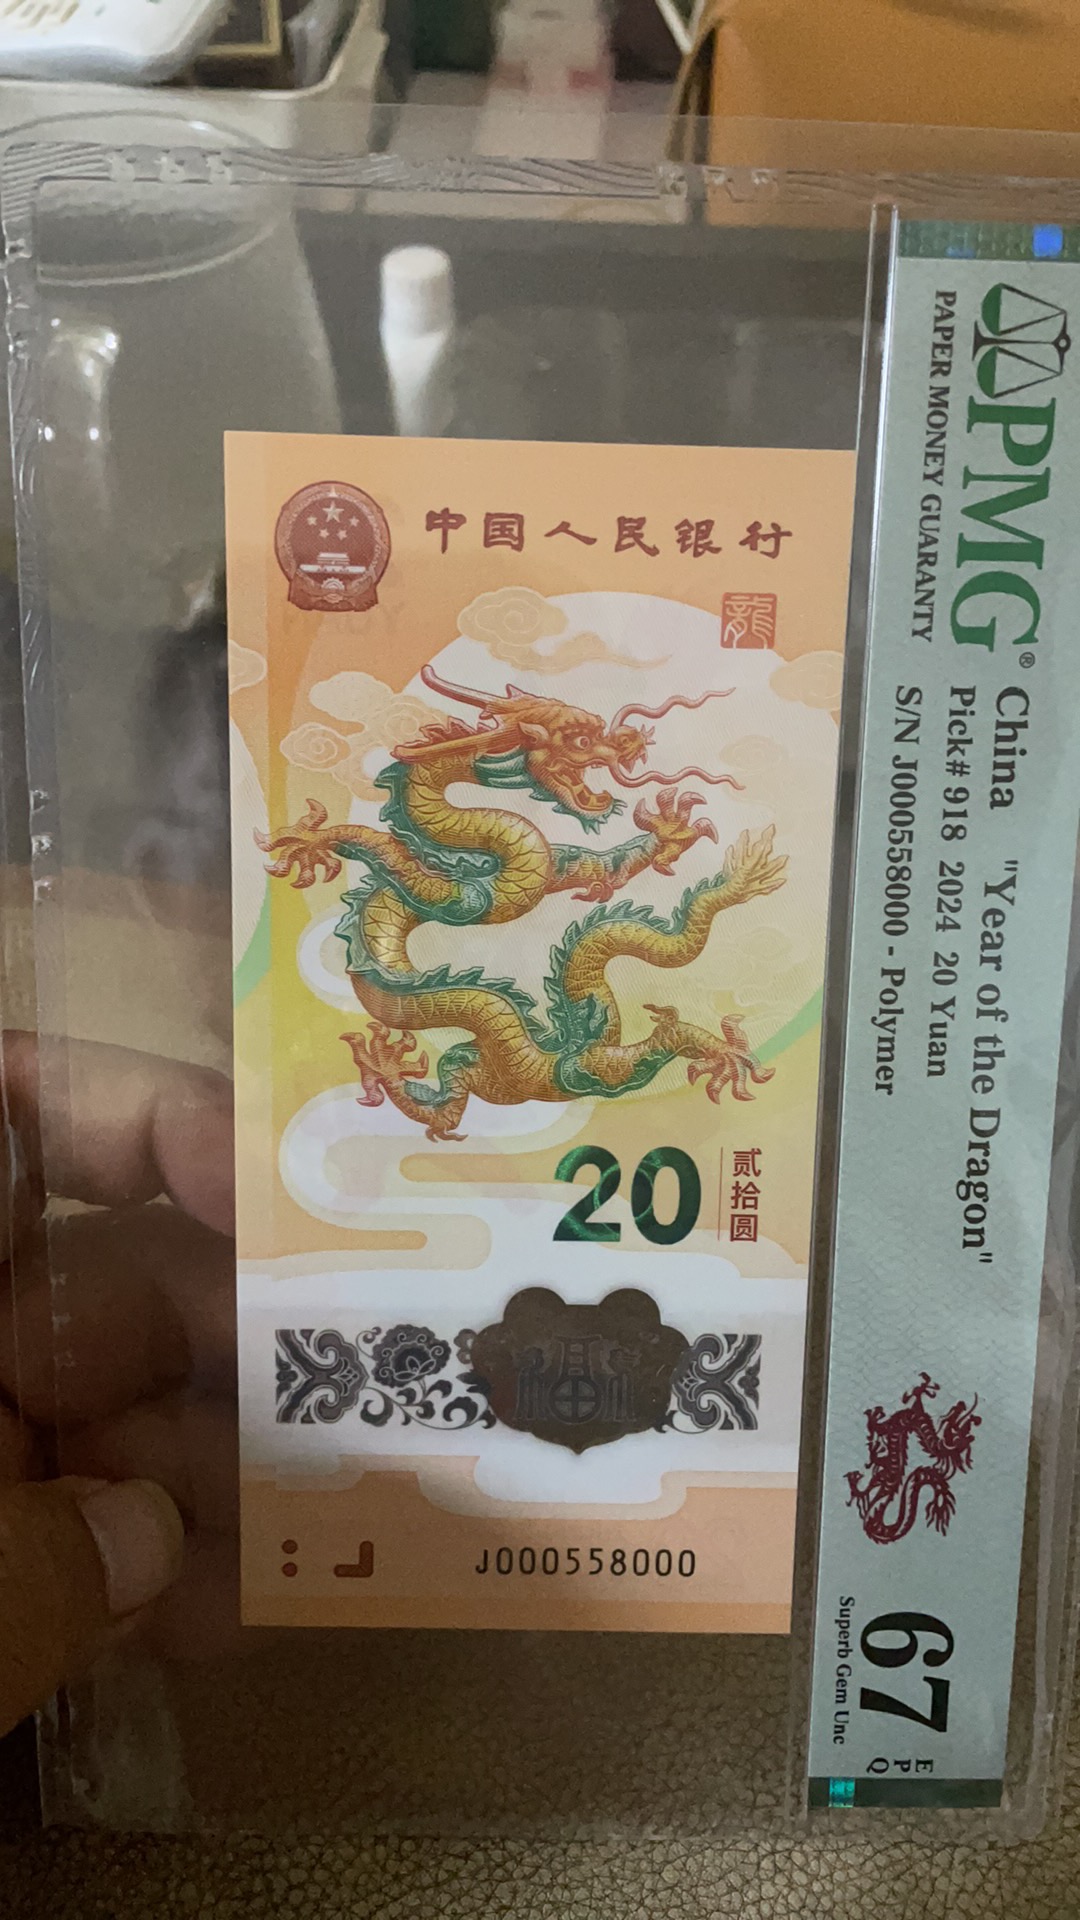 中国人民银行
龍
20
贰拾圆
福
J000558000
PMG®
PAPER MONEY GUARANTY
China "Year of the Dragon"
Pick# 918 2024 20 Yuan
S/N J000558000 - Polymer
67 EPQ
Superb Gem Unc